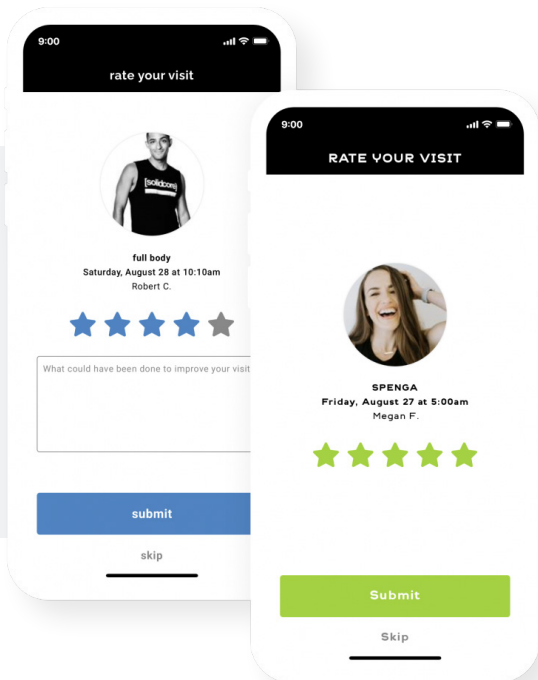 9:00
rate your visit
[solidcore]
full body
Saturday, August 28 at 10:10am
Robert C.
What could have been done to improve your visit
submit
skip
9:00
RATE YOUR VISIT
SPENGA
Friday, August 27 at 5:00am
Megan F.
Submit
Skip